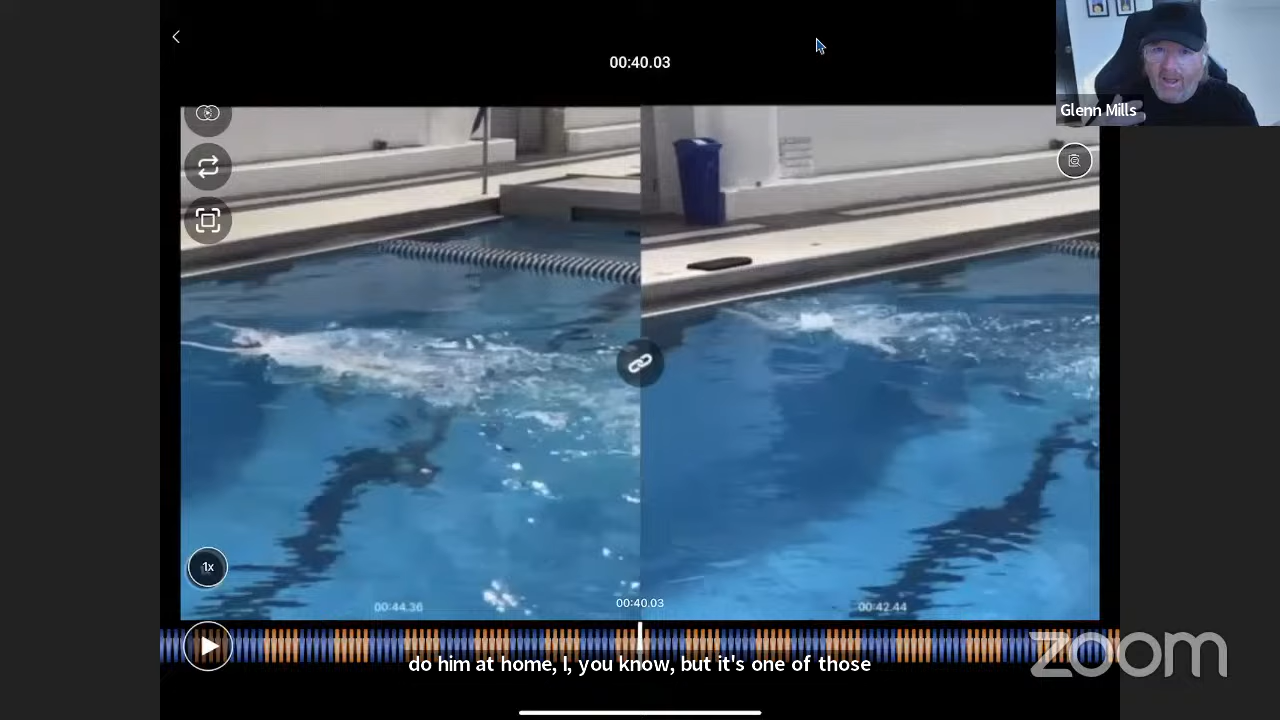 00:40.03
Glenn Mills
1x
00:44.36
00:40.03
00:42.44
do him at home, I, you know, but it's one of those
zoom